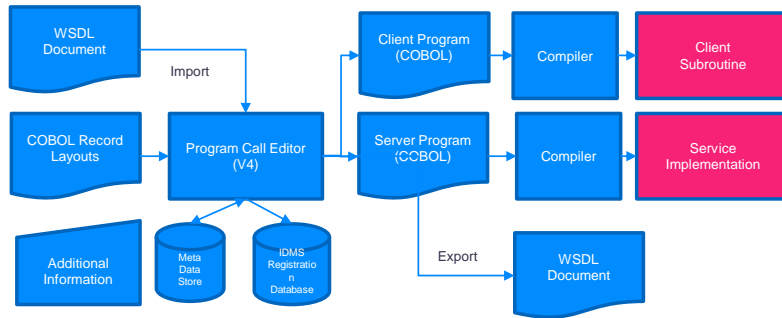 WSDL
Document
Import
Client Program
(COBOL)
Compiler
Client
Subroutine
COBOL Record
Layouts
Program Call Editor
(V4)
Server Program
(COBOL)
Compiler
Service
Implementation
Additional
Information
Meta
Data
Store
IDMS
Registratio
n
Database
Export
WSDL
Document